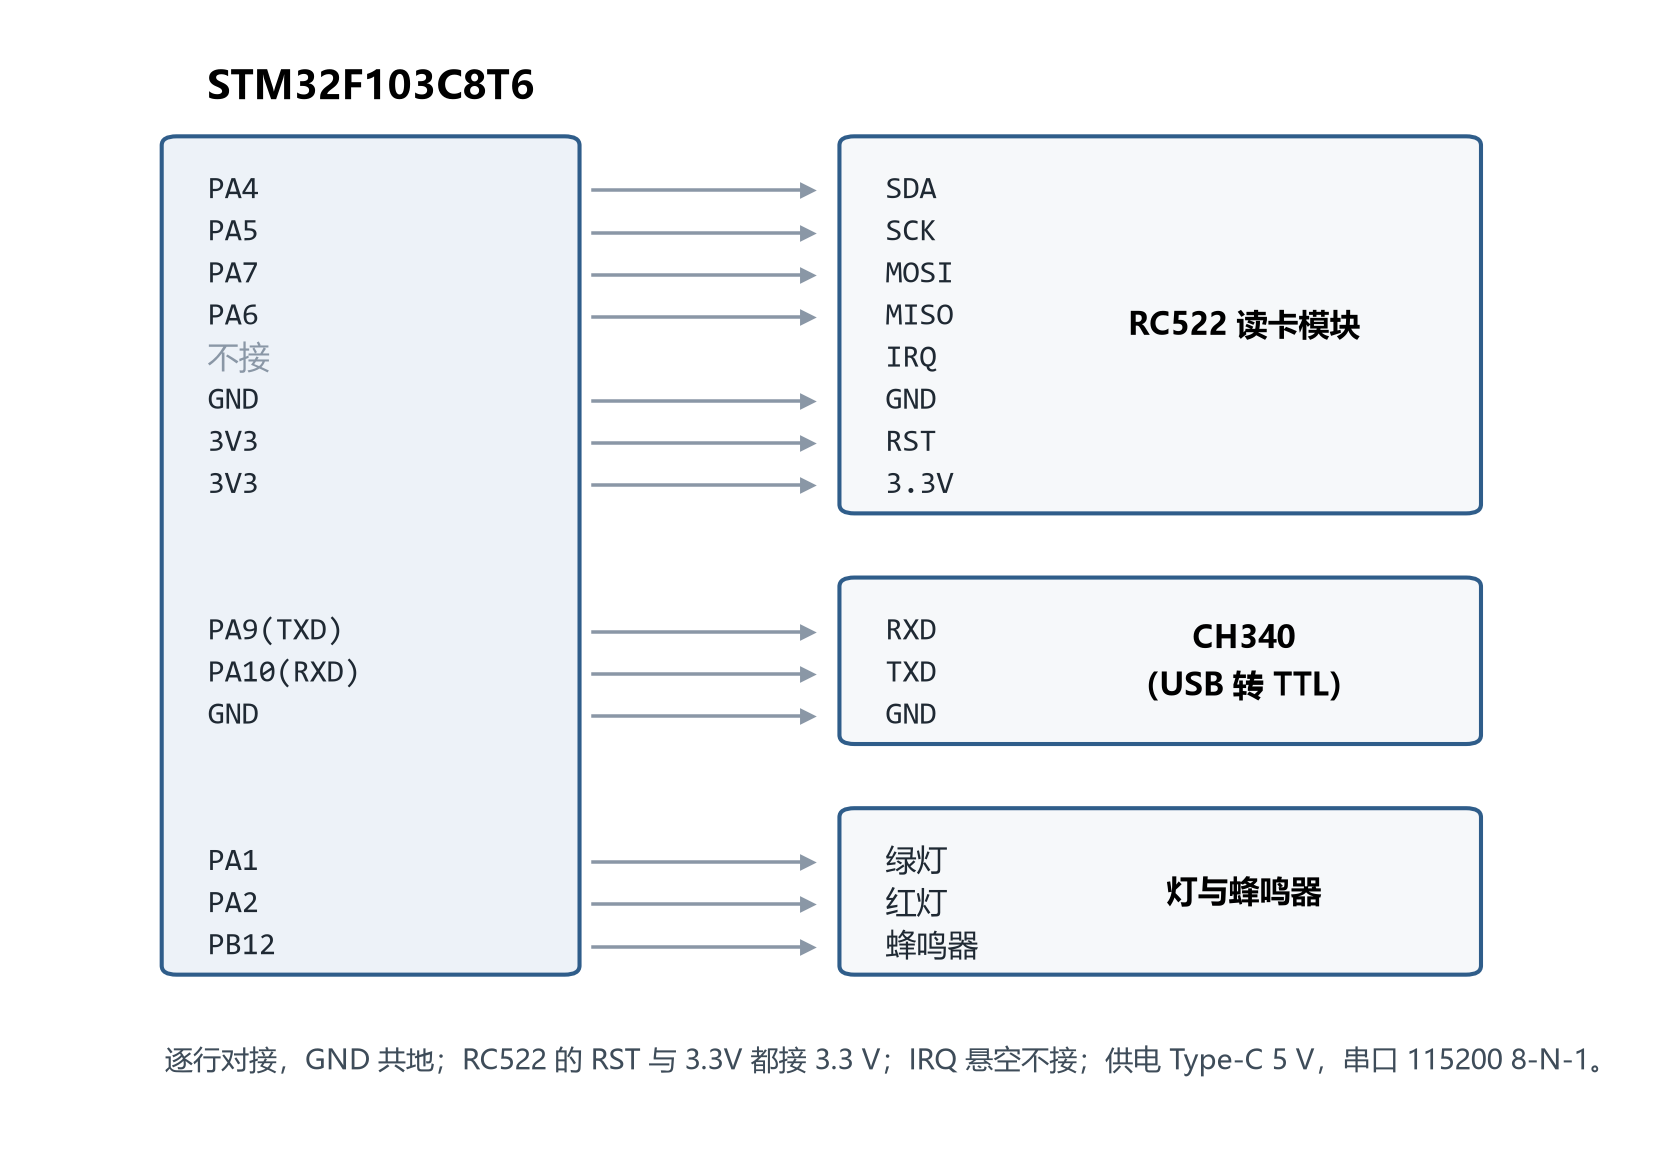 STM32F103C8T6
PA4 SDA
PA5 SCK
PA7 MOSI
PA6 MISO
不接 IRQ
GND GND
3V3 RST
3V3 3.3V
RC522 读卡模块
PA9(TXD) RXD
PA10(RXD) TXD
GND GND
CH340
(USB 转 TTL)
PA1 绿灯
PA2 红灯
PB12 蜂鸣器
灯与蜂鸣器
逐行对接，GND 共地；RC522 的 RST 与 3.3V 都接 3.3 V；IRQ 悬空不接；供电 Type-C 5 V，串口 115200 8-N-1。